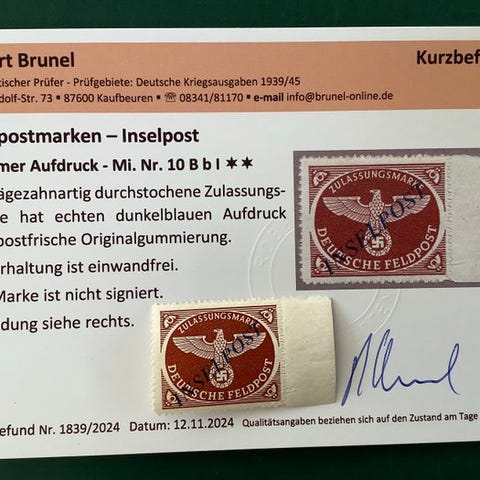 rt Brunel
Kurzbef
tischer Prüfer - Prüfgebiete: Deutsche Kriegsausgaben 1939/45
dolf-Str. 73 • 87600 Kaufbeuren • ☏ 08341/81170 • e-mail info@brunel-online.de
postmarken – Inselpost
mer Aufdruck - Mi. Nr. 10 B b I ✶✶
ägezahnartig durchstochene Zulassungs-
e hat echten dunkelblauen Aufdruck
postfrische Originalgummierung.
rhaltung ist einwandfrei.
Marke ist nicht signiert.
dung siehe rechts.
ZULASSUNGSMARKE
INSELPOST
DEUTSCHE FELDPOST
ZULASSUNGSMARKE
INSELPOST
DEUTSCHE FELDPOST
efund Nr. 1839/2024 Datum: 12.11.2024 Qualitätsangaben beziehen sich auf den Zustand am Tage